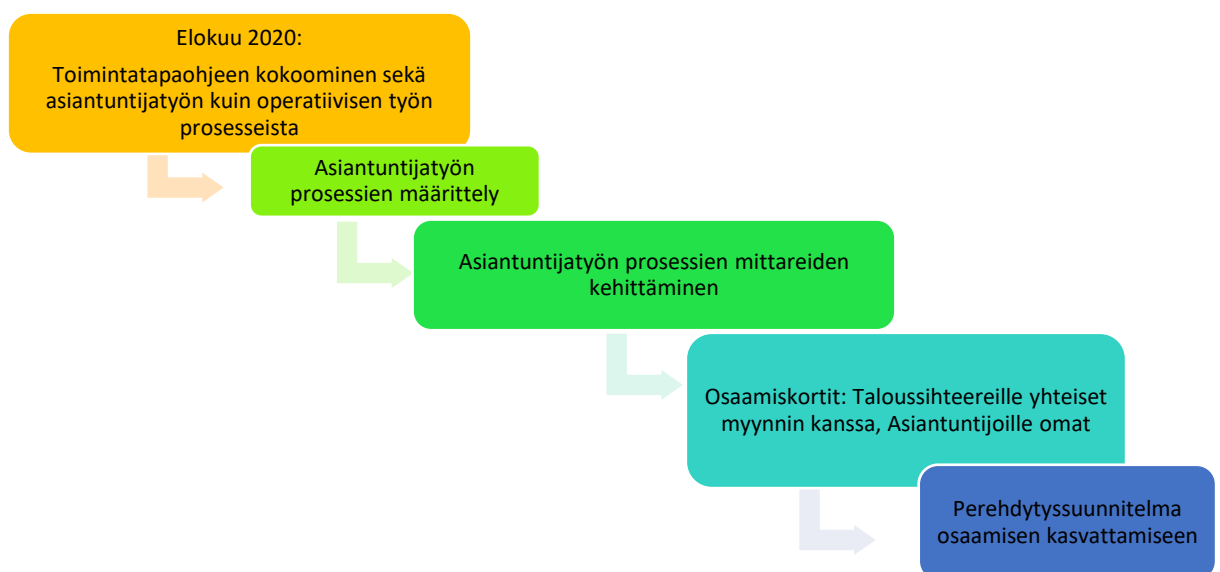 Elokuu 2020:
Toimintatapaohjeen kokoominen sekä
asiantuntijatyön kuin operatiivisen työn
prosesseista
Asiantuntijatyön
prosessien määrittely
Asiantuntijatyön prosessien mittareiden
kehittäminen
Osaamiskortit: Taloussihteereille yhteiset
myynnin kanssa, Asiantuntijoille omat
Perehdytyssuunnitelma
osaamisen kasvattamiseen